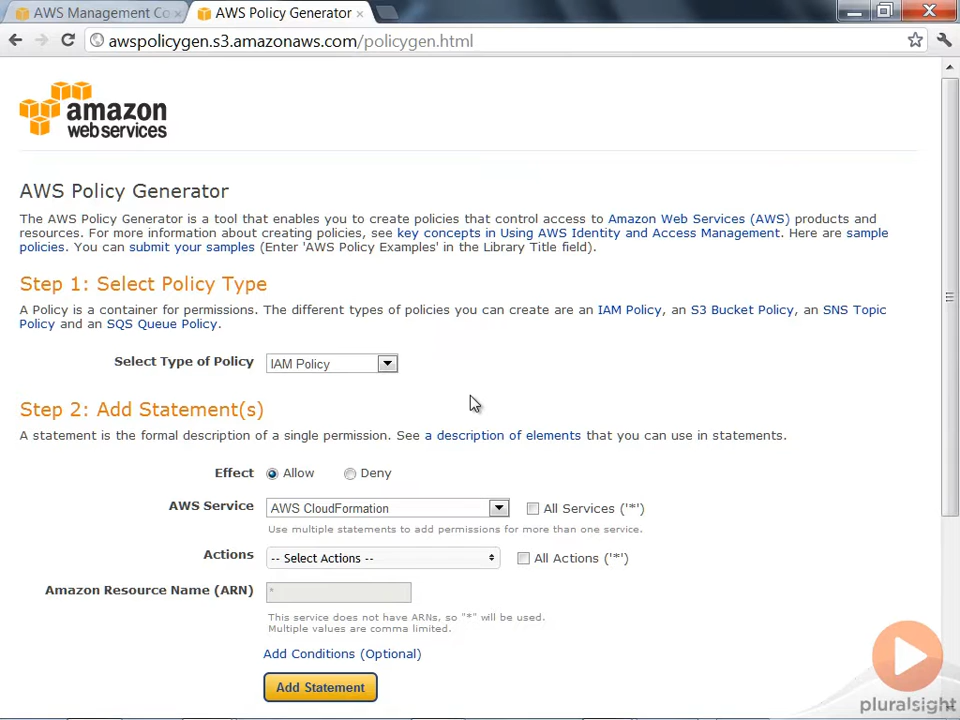 AWS Management Co
AWS Policy Generator
awspolicygen.s3.amazonaws.com/policygen.html
amazon
webservices
AWS Policy Generator
The AWS Policy Generator is a tool that enables you to create policies that control access to Amazon Web Services (AWS) products and
resources. For more information about creating policies, see key concepts in Using AWS Identity and Access Management. Here are sample
policies. You can submit your samples (Enter 'AWS Policy Examples' in the Library Title field).
Step 1: Select Policy Type
A Policy is a container for permissions. The different types of policies you can create are an IAM Policy, an S3 Bucket Policy, an SNS Topic
Policy and an SQS Queue Policy.
Select Type of Policy IAM Policy
Step 2: Add Statement(s)
A statement is the formal description of a single permission. See a description of elements that you can use in statements.
Effect Allow Deny
AWS Service AWS CloudFormation All Services ('*')
Use multiple statements to add permissions for more than one service.
Actions -- Select Actions -- All Actions ('*')
Amazon Resource Name (ARN) *
This service does not have ARNs, so "*" will be used.
Multiple values are comma limited.
Add Conditions (Optional)
Add Statement
pluralsight